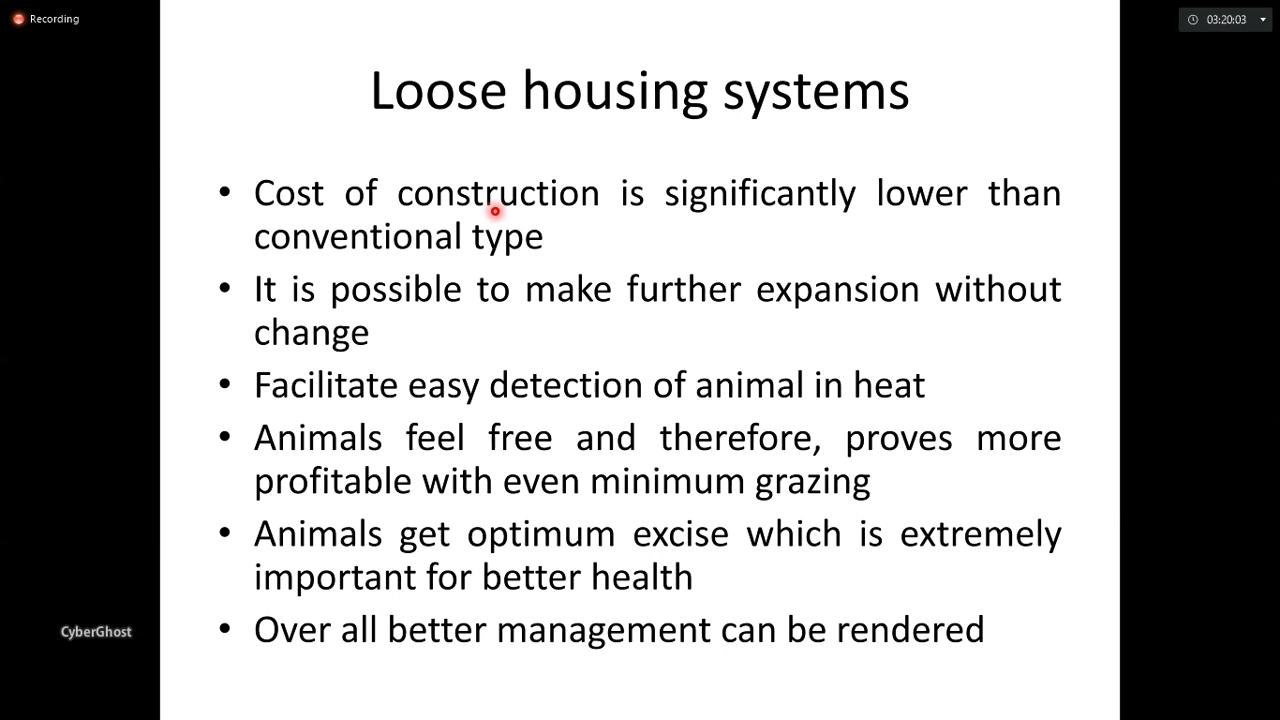 Recording
03:20:03
Loose housing systems
• Cost of construction is significantly lower than
conventional type
• It is possible to make further expansion without
change
• Facilitate easy detection of animal in heat
• Animals feel free and therefore, proves more
profitable with even minimum grazing
• Animals get optimum excise which is extremely
important for better health
• Over all better management can be rendered
CyberGhost